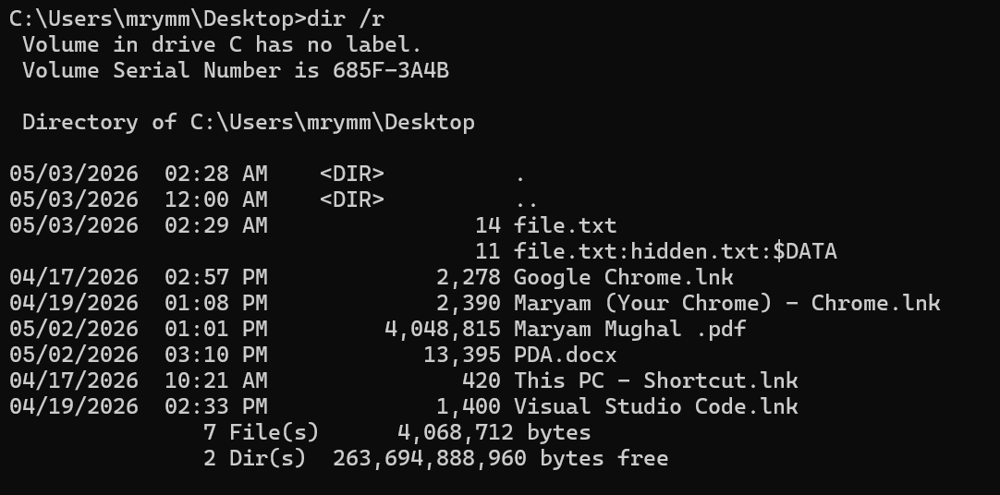 C:\Users\mrymm\Desktop>dir /r
 Volume in drive C has no label.
 Volume Serial Number is 685F-3A4B

 Directory of C:\Users\mrymm\Desktop

05/03/2026  02:28 AM    <DIR>          .
05/03/2026  12:00 AM    <DIR>          ..
05/03/2026  02:29 AM                14 file.txt
                                    11 file.txt:hidden.txt:$DATA
04/17/2026  02:57 PM             2,278 Google Chrome.lnk
04/19/2026  01:08 PM             2,390 Maryam (Your Chrome) - Chrome.lnk
05/02/2026  01:01 PM         4,048,815 Maryam Mughal .pdf
05/02/2026  03:10 PM            13,395 PDA.docx
04/17/2026  10:21 AM               420 This PC - Shortcut.lnk
04/19/2026  02:33 PM             1,400 Visual Studio Code.lnk
               7 File(s)      4,068,712 bytes
               2 Dir(s)  263,694,888,960 bytes free